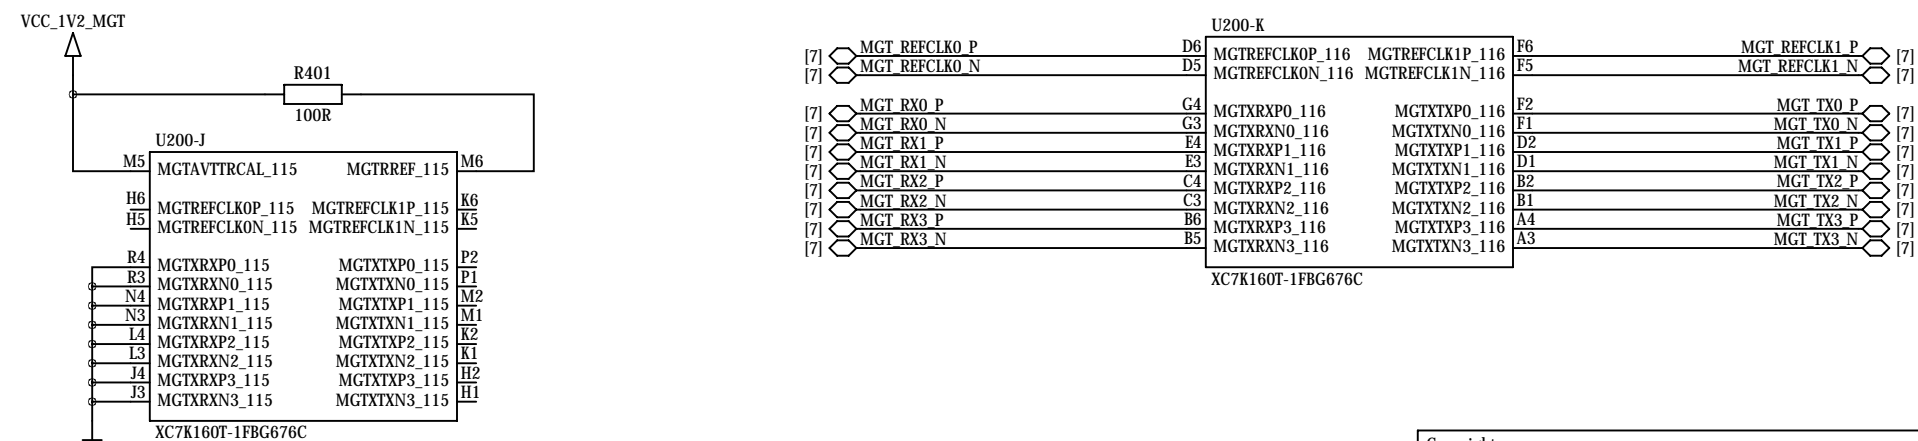 VCC_1V2_MGT
R401
100R
U200-J
M5 MGTAVTTRCAL_115 MGTRREF_115 M6
H6 MGTREFCLK0P_115 MGTREFCLK1P_115 K6
H5 MGTREFCLK0N_115 MGTREFCLK1N_115 K5
R4 MGTXRXP0_115 MGTXTXP0_115 P2
R3 MGTXRXN0_115 MGTXTXN0_115 P1
N4 MGTXRXP1_115 MGTXTXP1_115 M2
N3 MGTXRXN1_115 MGTXTXN1_115 M1
L4 MGTXRXP2_115 MGTXTXP2_115 K2
L3 MGTXRXN2_115 MGTXTXN2_115 K1
J4 MGTXRXP3_115 MGTXTXP3_115 H2
J3 MGTXRXN3_115 MGTXTXN3_115 H1
XC7K160T-1FBG676C
U200-K
[7] MGT_REFCLK0_P D6 MGTREFCLK0P_116 MGTREFCLK1P_116 F6 MGT_REFCLK1_P [7]
[7] MGT_REFCLK0_N D5 MGTREFCLK0N_116 MGTREFCLK1N_116 F5 MGT_REFCLK1_N [7]
[7] MGT_RX0_P G4 MGTXRXP0_116 MGTXTXP0_116 F2 MGT_TX0_P [7]
[7] MGT_RX0_N G3 MGTXRXN0_116 MGTXTXN0_116 F1 MGT_TX0_N [7]
[7] MGT_RX1_P E4 MGTXRXP1_116 MGTXTXP1_116 D2 MGT_TX1_P [7]
[7] MGT_RX1_N E3 MGTXRXN1_116 MGTXTXN1_116 D1 MGT_TX1_N [7]
[7] MGT_RX2_P C4 MGTXRXP2_116 MGTXTXP2_116 B2 MGT_TX2_P [7]
[7] MGT_RX2_N C3 MGTXRXN2_116 MGTXTXN2_116 B1 MGT_TX2_N [7]
[7] MGT_RX3_P B6 MGTXRXP3_116 MGTXTXP3_116 A4 MGT_TX3_P [7]
[7] MGT_RX3_N B5 MGTXRXN3_116 MGTXTXN3_116 A3 MGT_TX3_N [7]
XC7K160T-1FBG676C